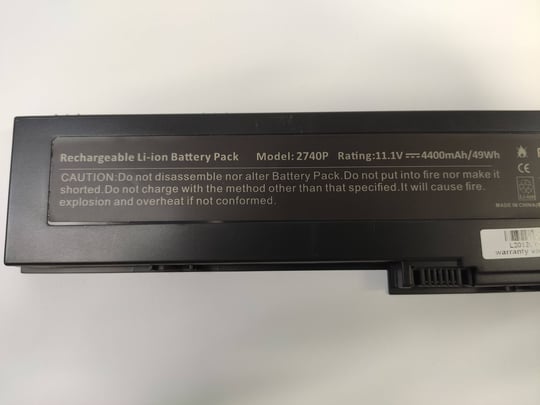 Rechargeable Li-ion Battery Pack Model: 2740P Rating:11.1V⎓4400mAh/49Wh
CAUTION:Do not disassemble nor alter Battery Pack.Do not put into fire nor make it
shorted.Do not charge with the method other than that specified.It will cause fire.
explosion and overheat if not conformed.
CE
MADE IN CHINA
warranty